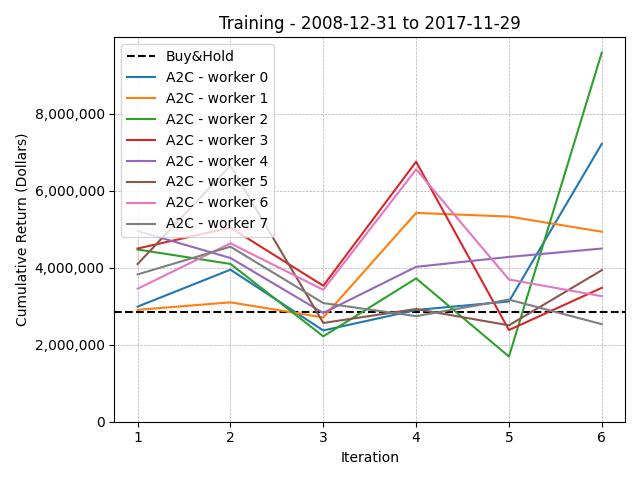 Training - 2008-12-31 to 2017-11-29
Buy&Hold
A2C - worker 0
A2C - worker 1
A2C - worker 2
A2C - worker 3
A2C - worker 4
A2C - worker 5
A2C - worker 6
A2C - worker 7
Cumulative Return (Dollars)
8,000,000
6,000,000
4,000,000
2,000,000
0
1 2 3 4 5 6
Iteration